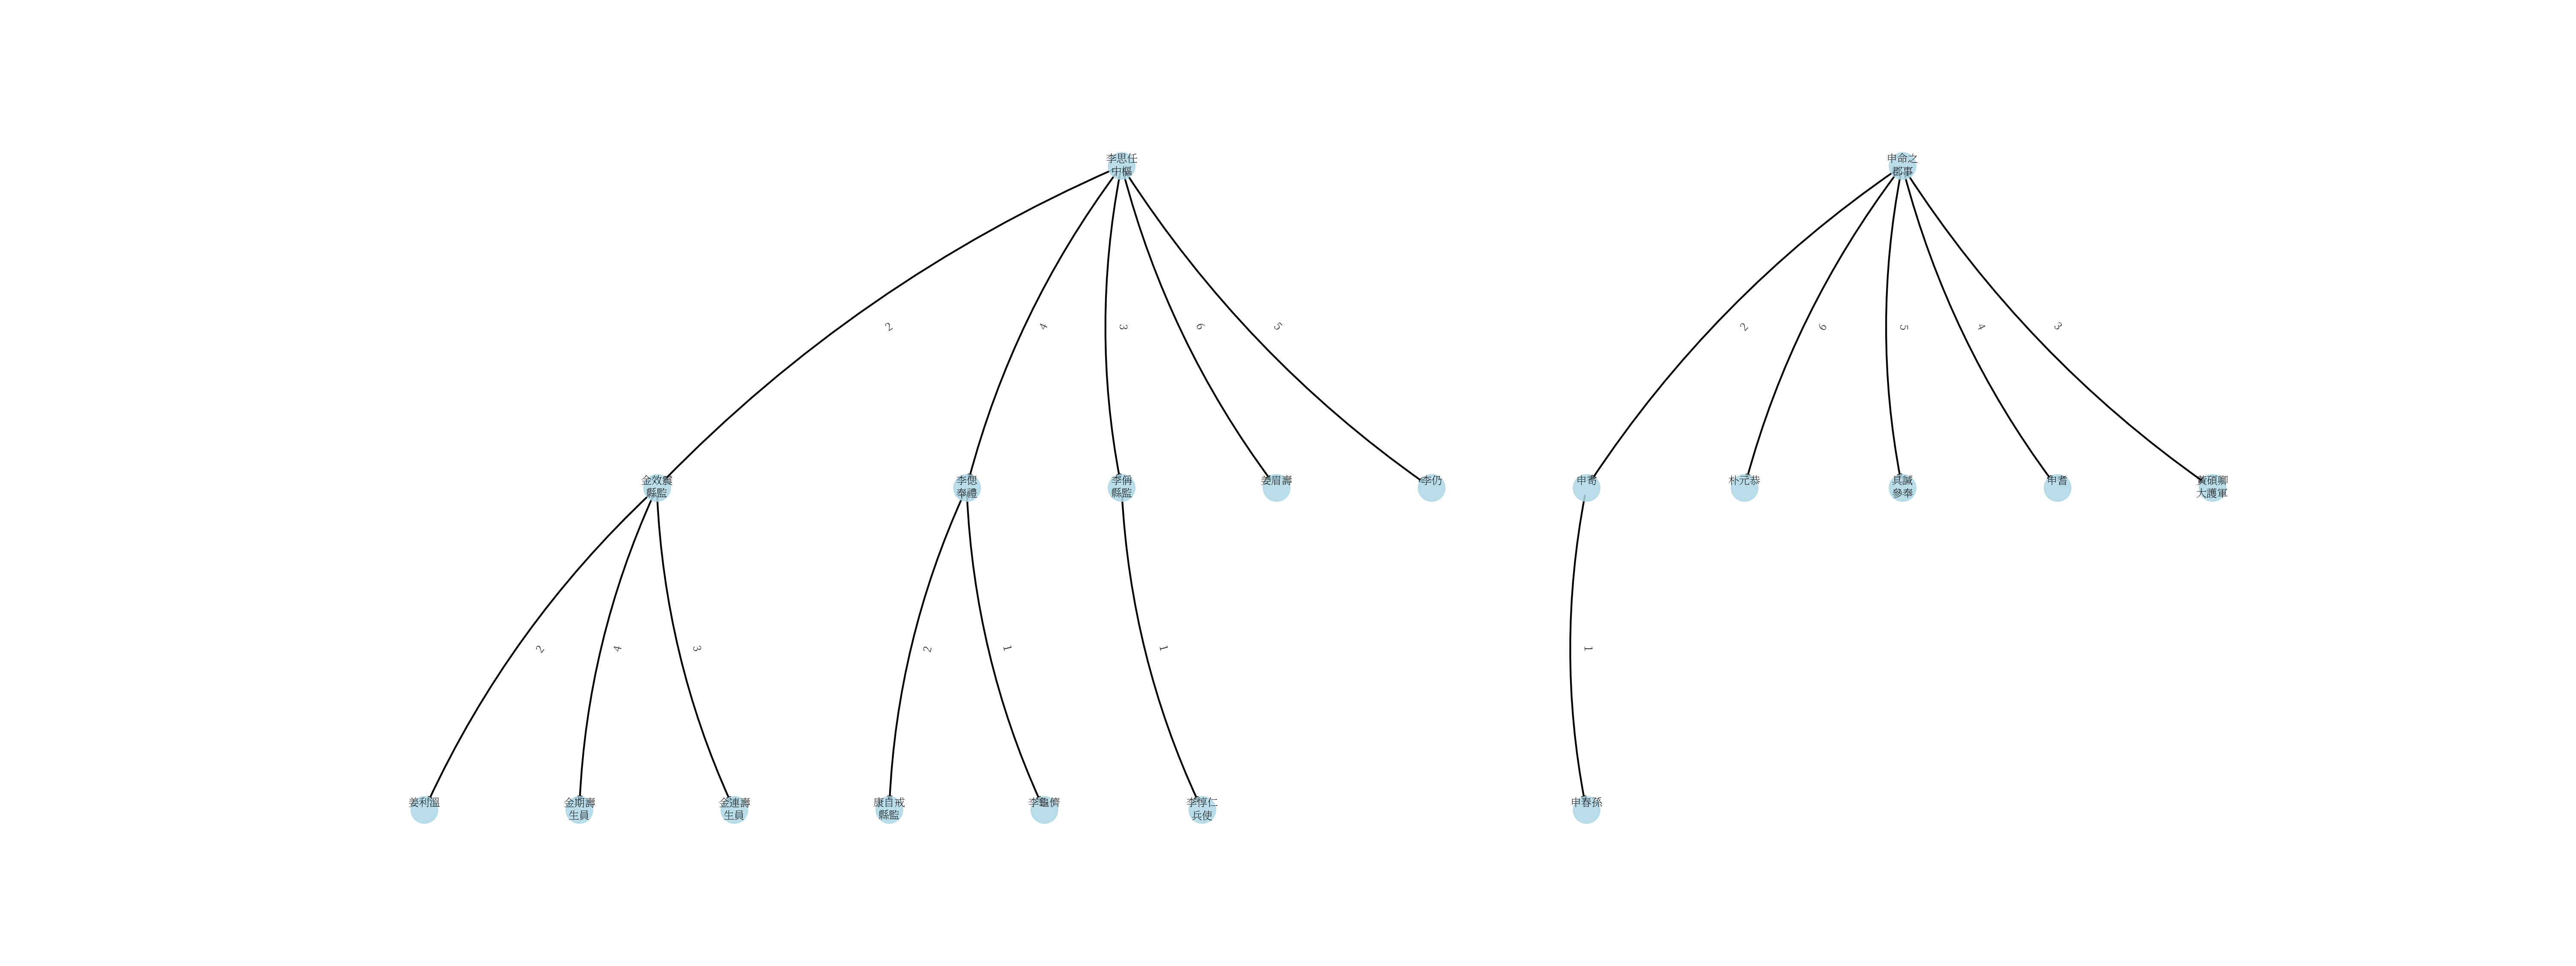 李思任
中樞
申命之
郡事
2
4
3
6
5
2
6
5
4
3
金效震
縣監
李偲
奉禮
李偁
縣監
姜眉壽
李仍
申荀
朴元恭
具誠
參奉
申耆
黃碩卿
大護軍
2
4
3
2
1
1
1
姜利溫
金期壽
生員
金連壽
生員
康自戒
縣監
李龜儕
李惇仁
兵使
申春孫